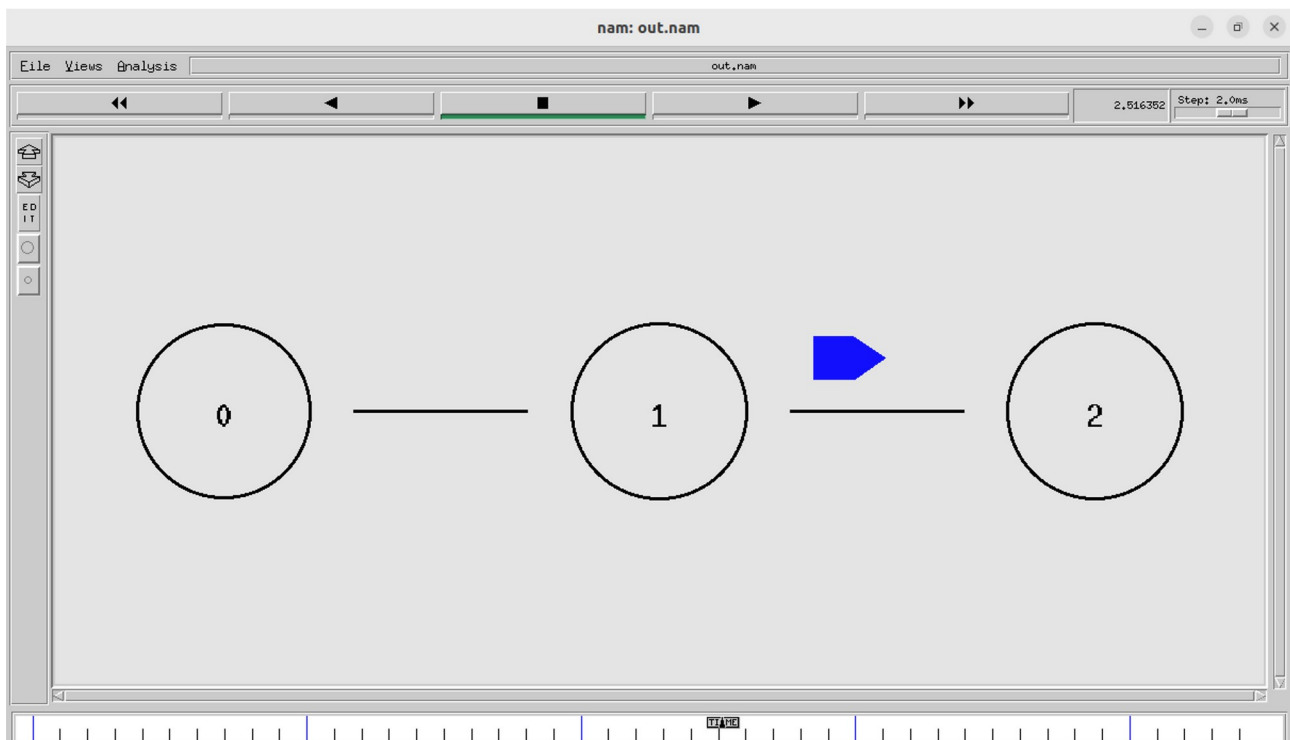 nam: out.nam
File Views Analysis out.nam
2.516352 Step: 2.0ms
ED
IT
0 1 2
TIME